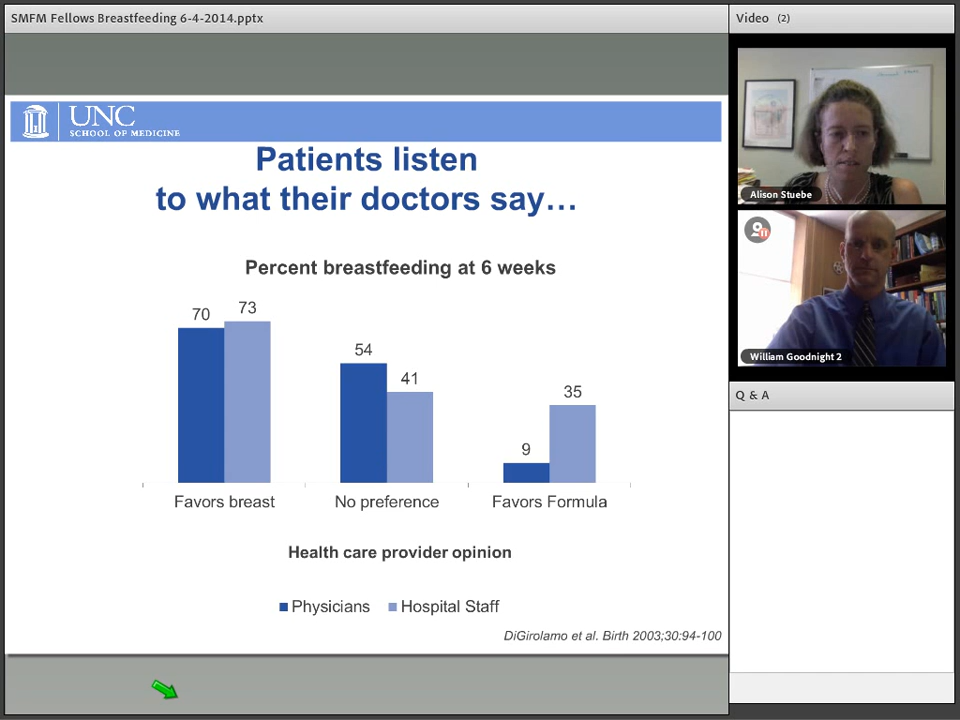 SMFM Fellows Breastfeeding 6-4-2014.pptx
Video (2)
UNC
SCHOOL OF MEDICINE
Patients listen
to what their doctors say…
Percent breastfeeding at 6 weeks
70
73
54
41
9
35
Favors breast
No preference
Favors Formula
Health care provider opinion
Physicians
Hospital Staff
DiGirolamo et al. Birth 2003;30:94-100
Alison Stuebe
William Goodnight 2
Q & A